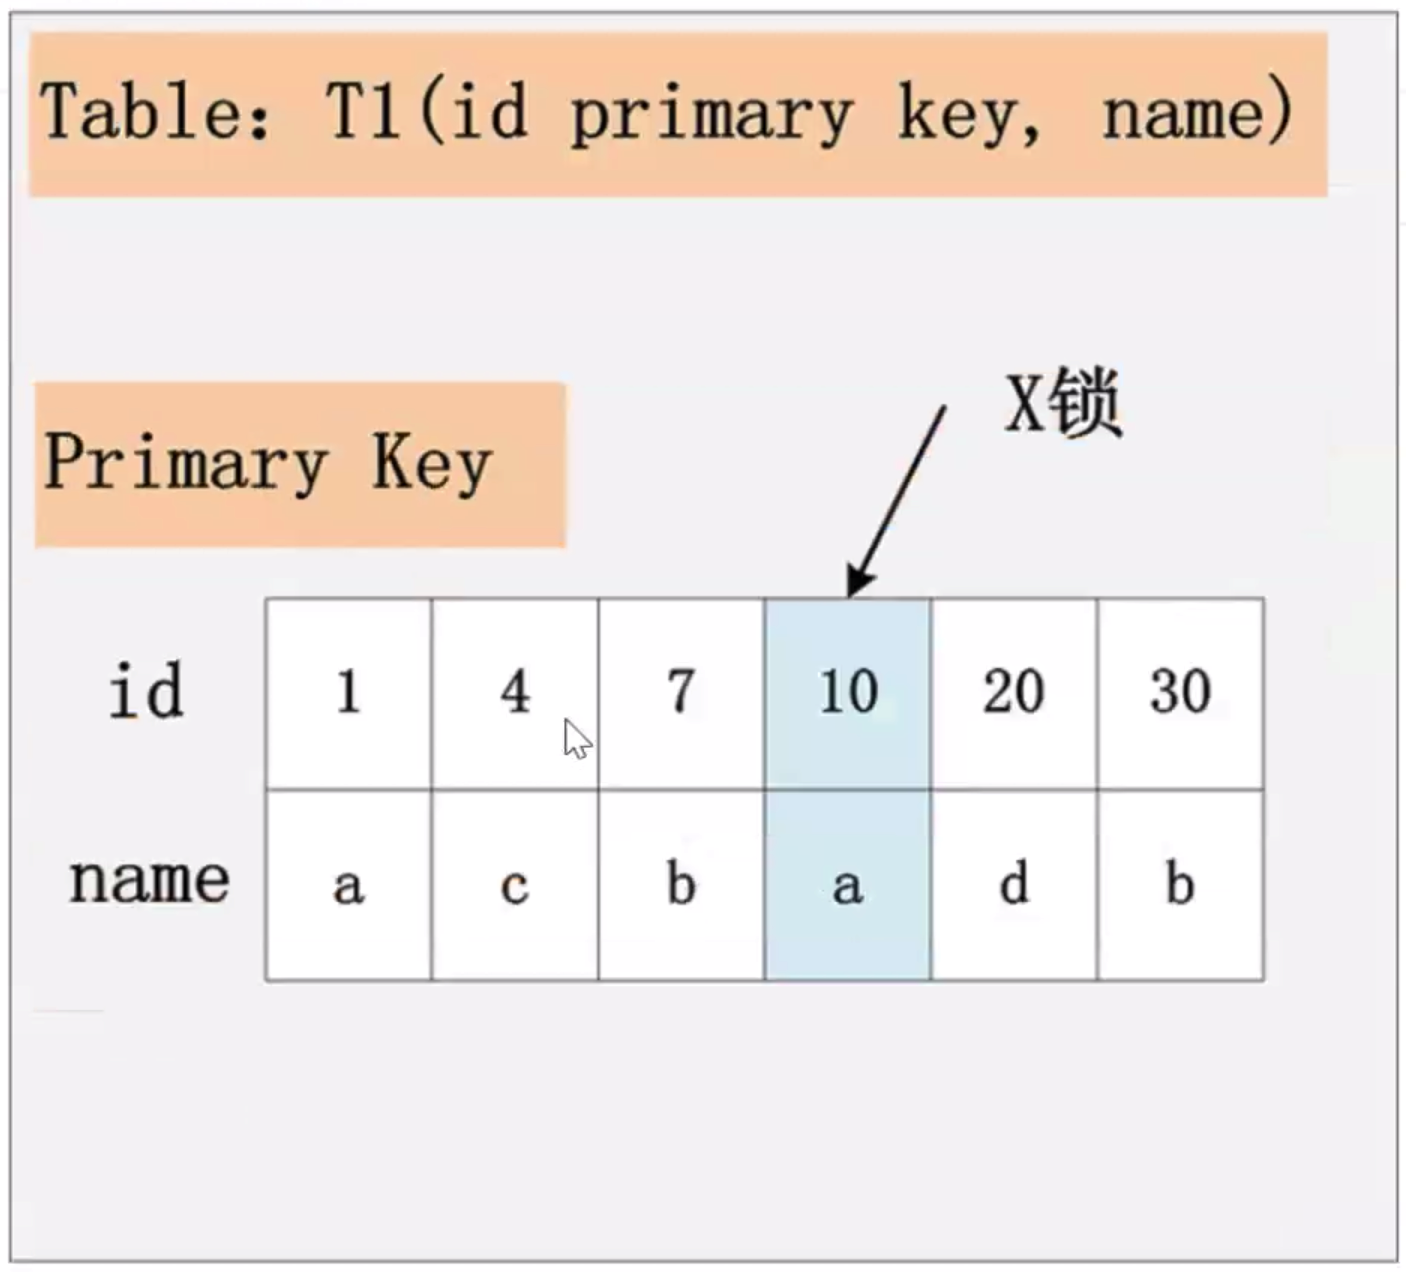 Table：T1(id primary key, name)
X锁
Primary Key
id 1 4 7 10 20 30
name a c b a d b